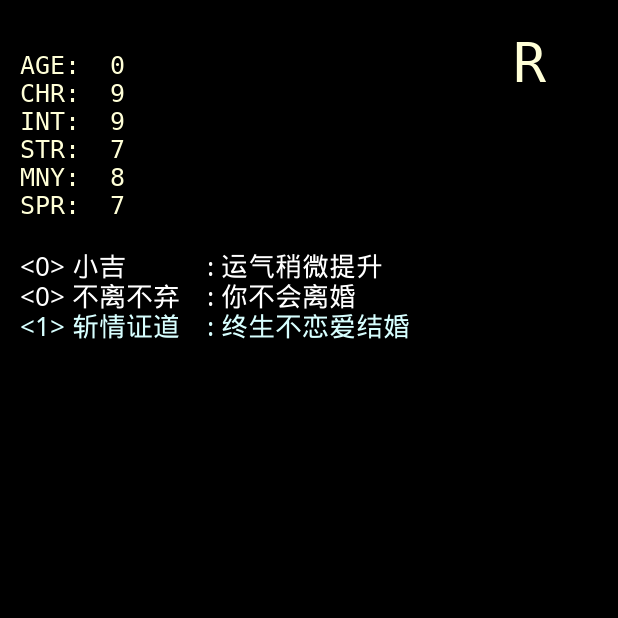 R
AGE: 0
CHR: 9
INT: 9
STR: 7
MNY: 8
SPR: 7
<0> 小吉 : 运气稍微提升
<0> 不离不弃 : 你不会离婚
<1> 斩情证道 : 终生不恋爱结婚